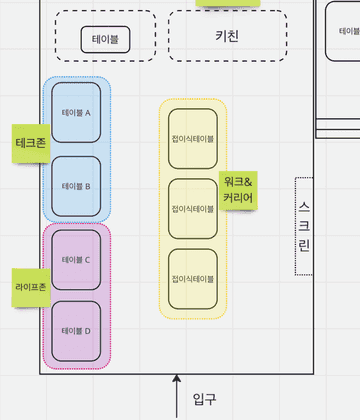 테이블
키친
테이블
테이블 A
테크존
테이블 B
접이식테이블
워크&
커리어
접이식테이블
스
크
린
테이블 C
라이프존
접이식테이블
테이블 D
입구